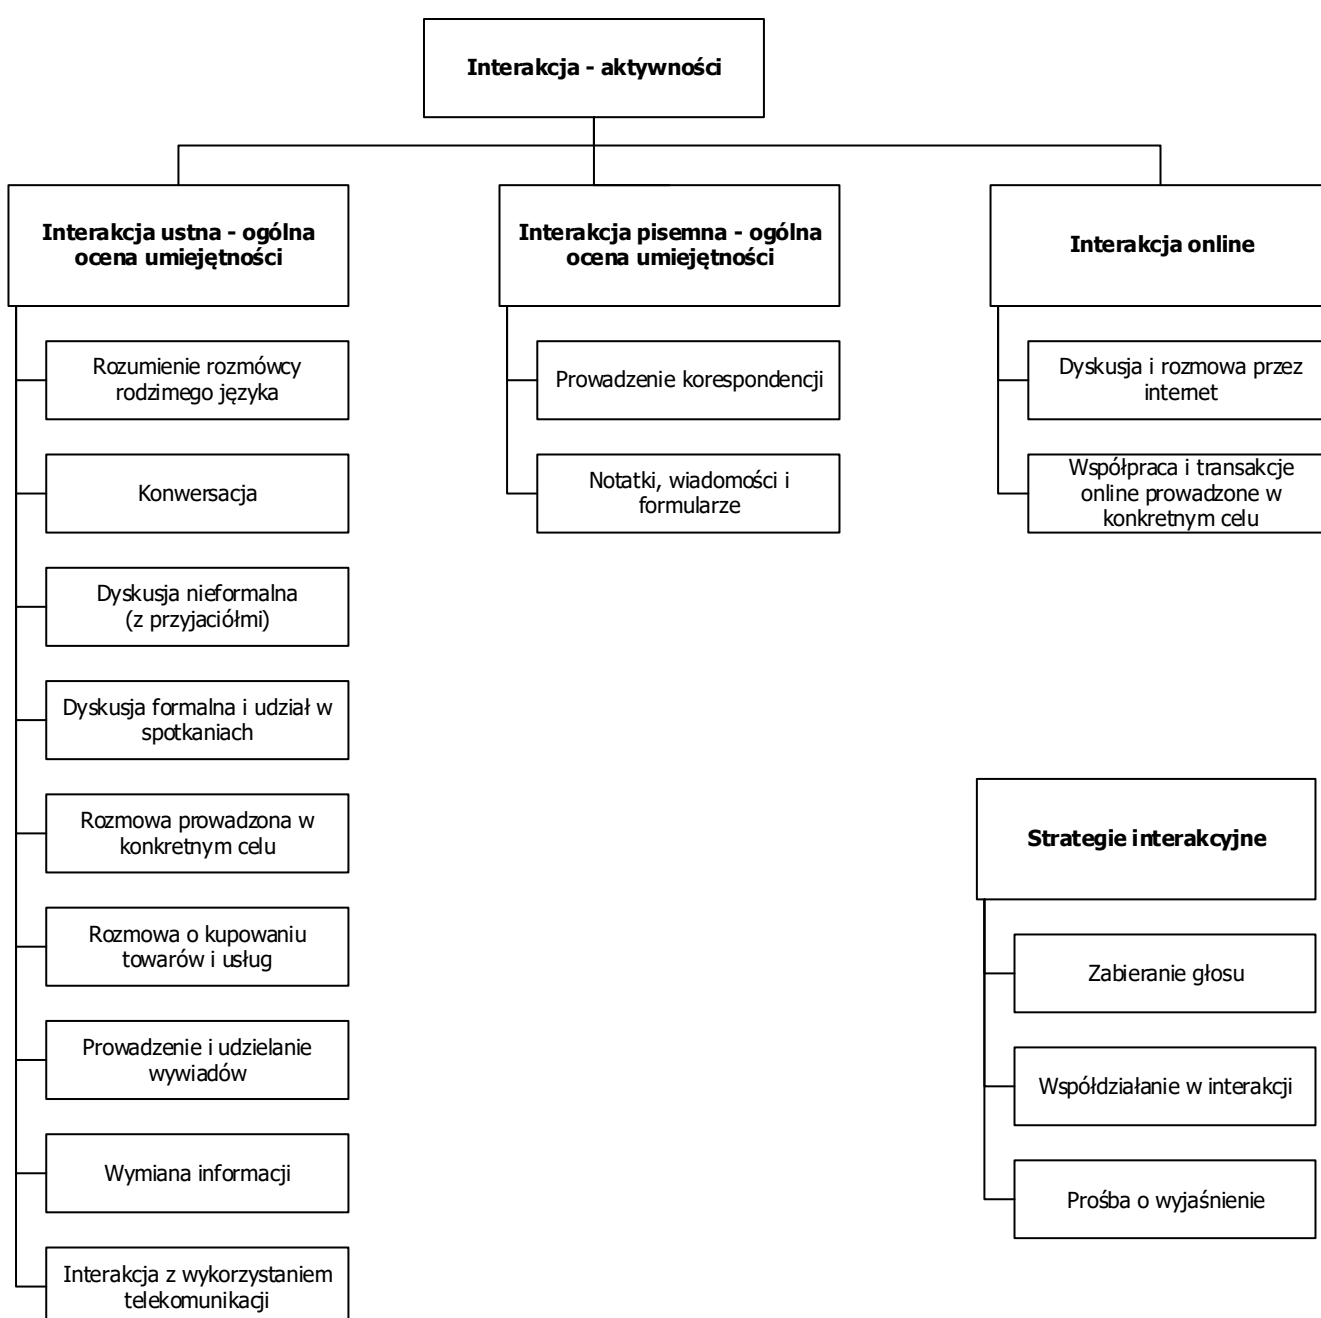 Interakcja - aktywności
Interakcja ustna - ogólna
ocena umiejętności
Rozumienie rozmówcy
rodzimego języka
Konwersacja
Dyskusja nieformalna
(z przyjaciółmi)
Dyskusja formalna i udział w
spotkaniach
Rozmowa prowadzona w
konkretnym celu
Rozmowa o kupowaniu
towarów i usług
Prowadzenie i udzielanie
wywiadów
Wymiana informacji
Interakcja z wykorzystaniem
telekomunikacji
Interakcja pisemna - ogólna
ocena umiejętności
Prowadzenie korespondencji
Notatki, wiadomości i
formularze
Interakcja online
Dyskusja i rozmowa przez
internet
Współpraca i transakcje
online prowadzone w
konkretnym celu
Strategie interakcyjne
Zabieranie głosu
Współdziałanie w interakcji
Prośba o wyjaśnienie